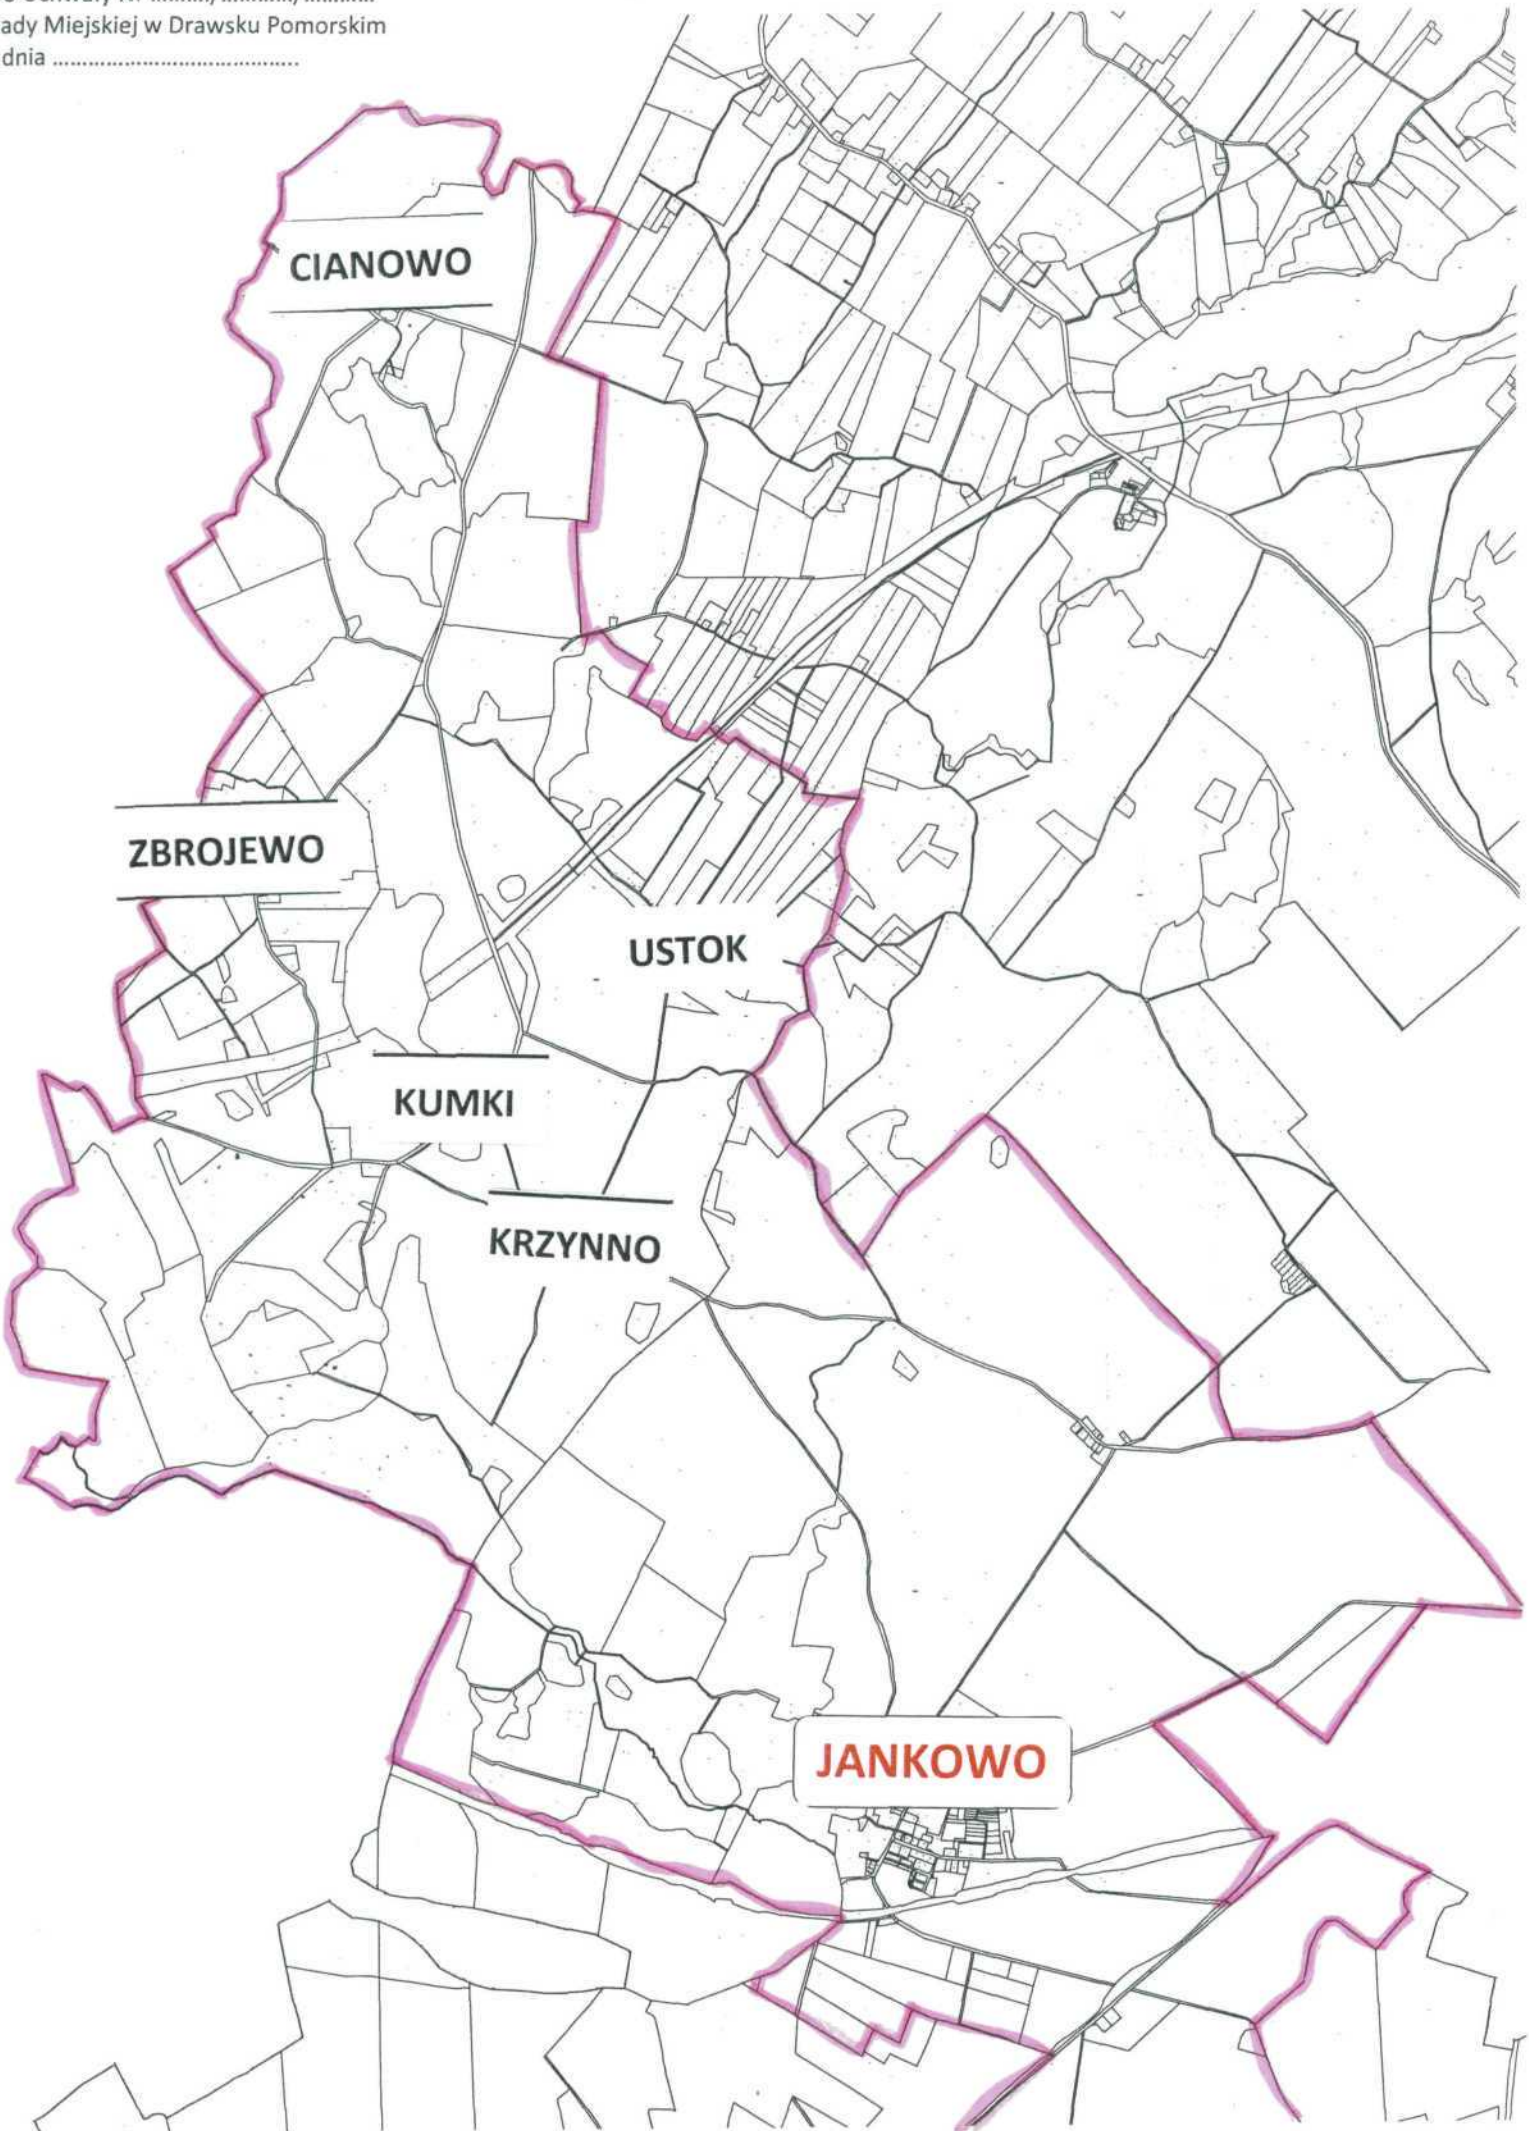 ady Miejskiej w Drawsku Pomorskim
dnia ............................................
CIANOWO
ZBROJEWO
USTOK
KUMKI
KRZYNNO
JANKOWO